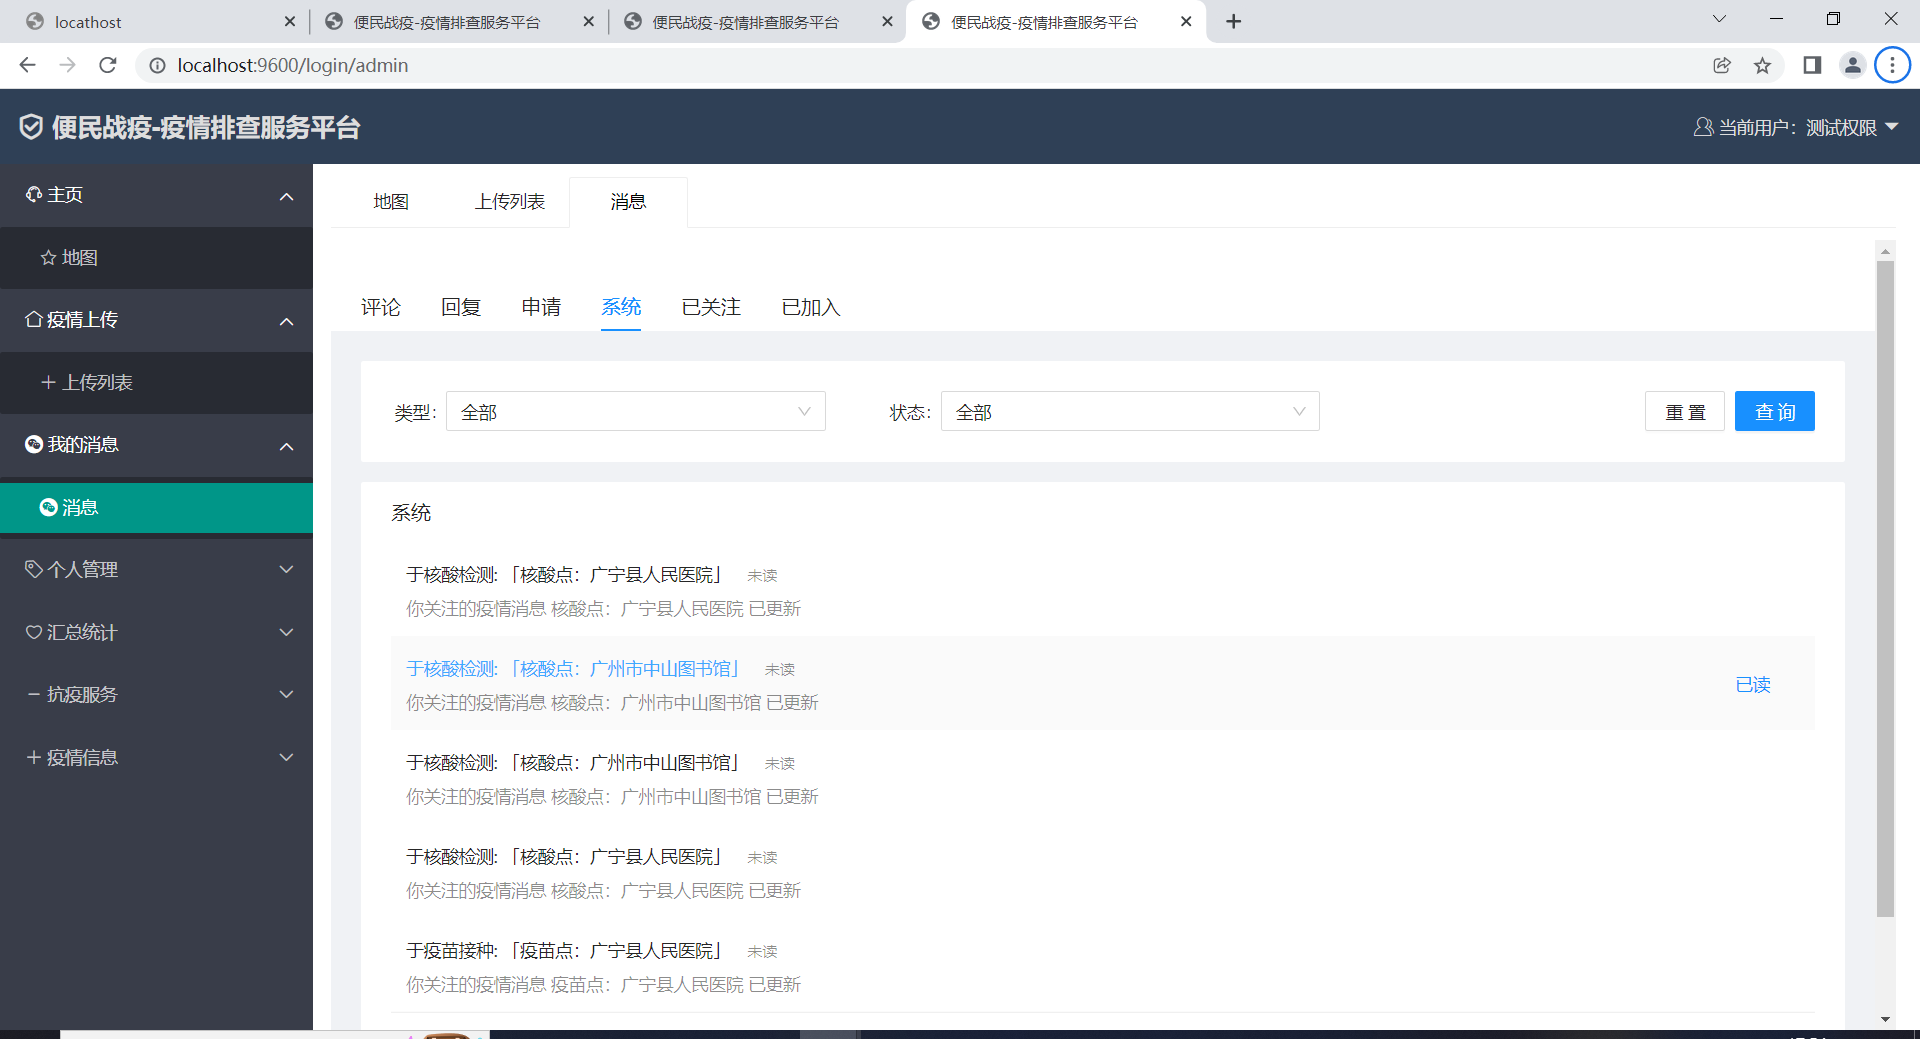 locathost
便民战疫-疫情排查服务平台
便民战疫-疫情排查服务平台
便民战疫-疫情排查服务平台
localhost:9600/login/admin
便民战疫-疫情排查服务平台
当前用户：测试权限
主页
地图
疫情上传
上传列表
我的消息
消息
个人管理
汇总统计
抗疫服务
疫情信息
地图
上传列表
消息
评论
回复
申请
系统
已关注
已加入
类型：
全部
状态：
全部
重 置
查 询
系统
于核酸检测:「核酸点：广宁县人民医院」 未读
你关注的疫情消息 核酸点：广宁县人民医院 已更新
于核酸检测:「核酸点：广州市中山图书馆」 未读
你关注的疫情消息 核酸点：广州市中山图书馆 已更新
已读
于核酸检测:「核酸点：广州市中山图书馆」 未读
你关注的疫情消息 核酸点：广州市中山图书馆 已更新
于核酸检测:「核酸点：广宁县人民医院」 未读
你关注的疫情消息 核酸点：广宁县人民医院 已更新
于疫苗接种:「疫苗点：广宁县人民医院」 未读
你关注的疫情消息 疫苗点：广宁县人民医院 已更新